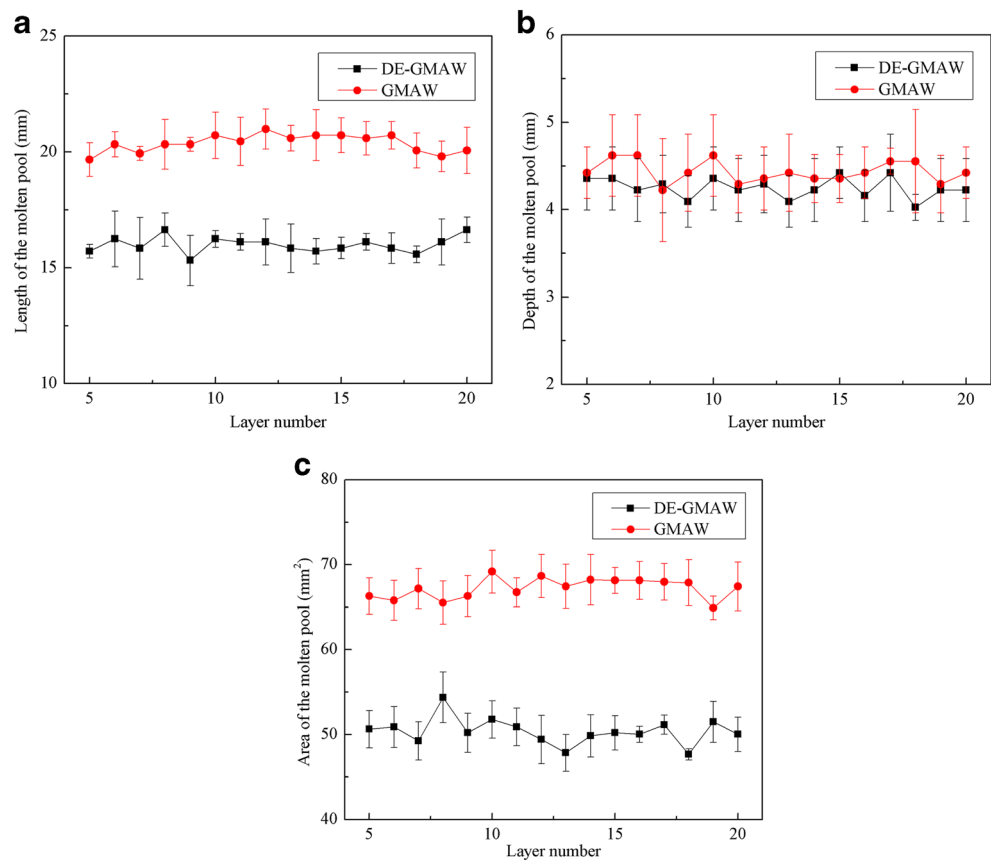 a
25
20
15
10
Length of the molten pool (mm)
DE-GMAW
GMAW
5 10 15 20
Layer number
b
6
4
2
Depth of the molten pool (mm)
DE-GMAW
GMAW
5 10 15 20
Layer number
c
80
70
60
50
40
Area of the molten pool (mm²)
DE-GMAW
GMAW
5 10 15 20
Layer number